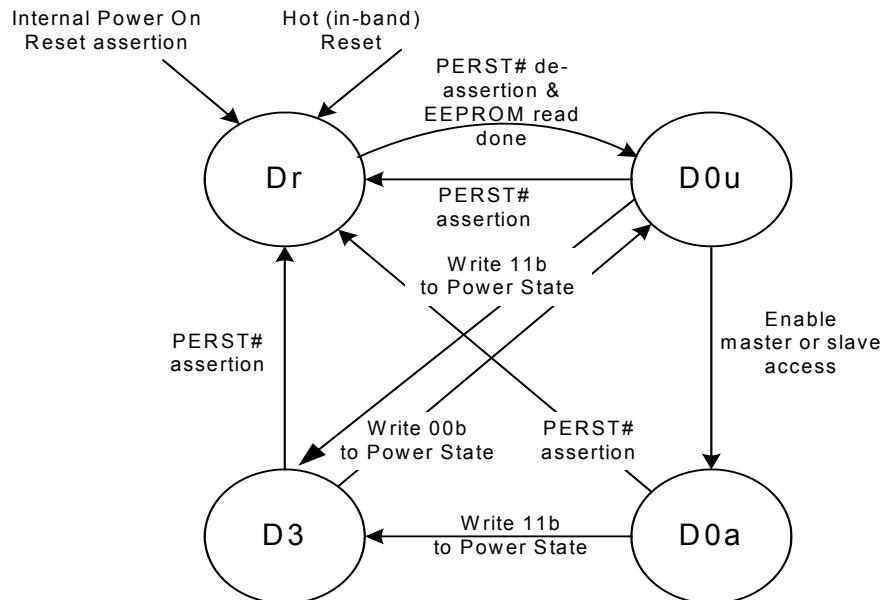 Internal Power On
Reset assertion
Hot (in-band)
Reset
PERST# de-
assertion &
EEPROM read
done
Dr
D0u
PERST#
assertion
Write 11b
to Power State
PERST#
assertion
Enable
master or slave
access
Write 00b
to Power State
PERST#
assertion
D3
Write 11b
to Power State
D0a